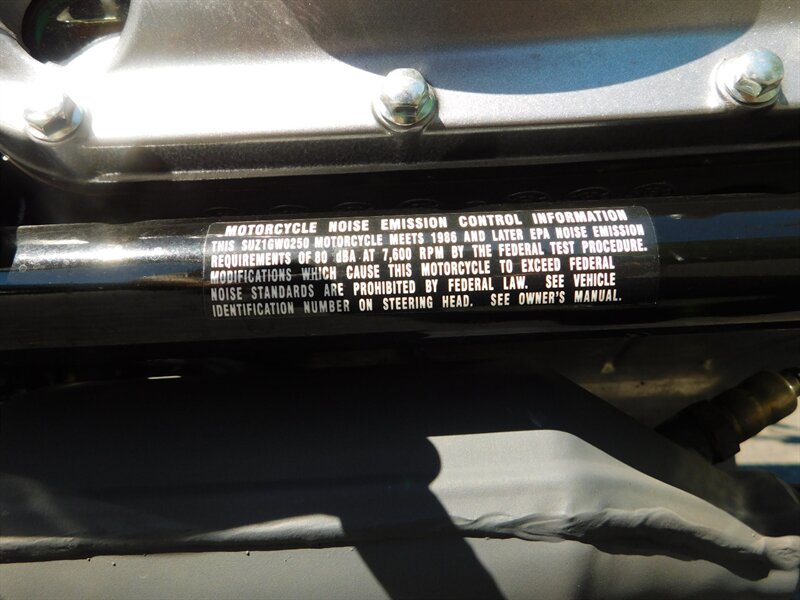 MOTORCYCLE NOISE EMISSION CONTROL INFORMATION
THIS SUZ1GW0250 MOTORCYCLE MEETS 1986 AND LATER EPA NOISE EMISSION
REQUIREMENTS OF 80 dBA AT 7,600 RPM BY THE FEDERAL TEST PROCEDURE.
MODIFICATIONS WHICH CAUSE THIS MOTORCYCLE TO EXCEED FEDERAL
NOISE STANDARDS ARE PROHIBITED BY FEDERAL LAW. SEE VEHICLE
IDENTIFICATION NUMBER ON STEERING HEAD. SEE OWNER'S MANUAL.